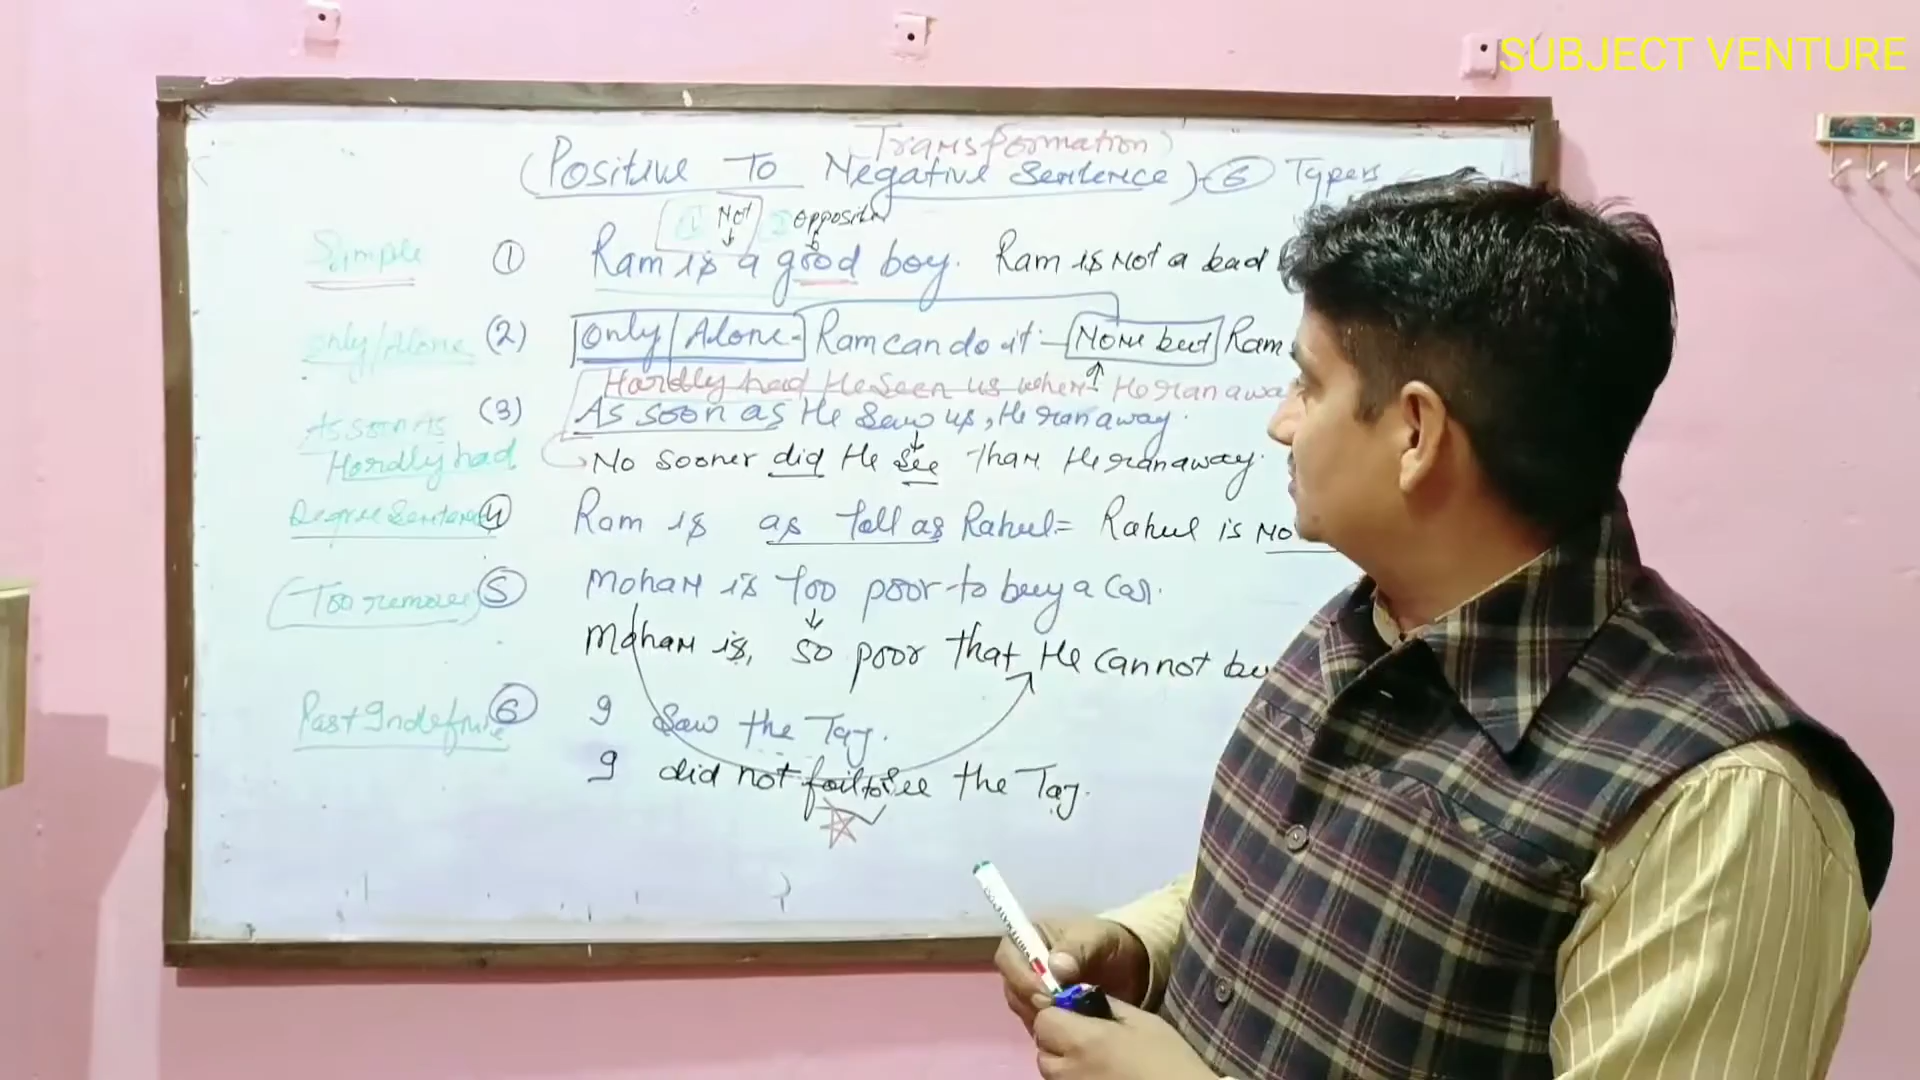 SUBJECT VENTURE
Transformation
(Positive To Negative Sentence)-6 Types
① Not ② opposite
Simple ① Ram is a good boy. Ram is Not a bad
Only/Alone (2) Only/Alone- Ram can do it- None but Ram
Hardly had He seen us when He ran away
As soon As (3) As soon as He saw us, He ran away.
Hardly had No sooner did He see than He ran away.
Degree Sentence ④ Ram is as tall as Rahul= Rahul is No
(Too remove) ⑤ Mohan is too poor to buy a Car.
Mohan is, so poor that He cannot bu
Past Indefinite ⑥ I saw the Taj.
I did not fail to see the Taj.